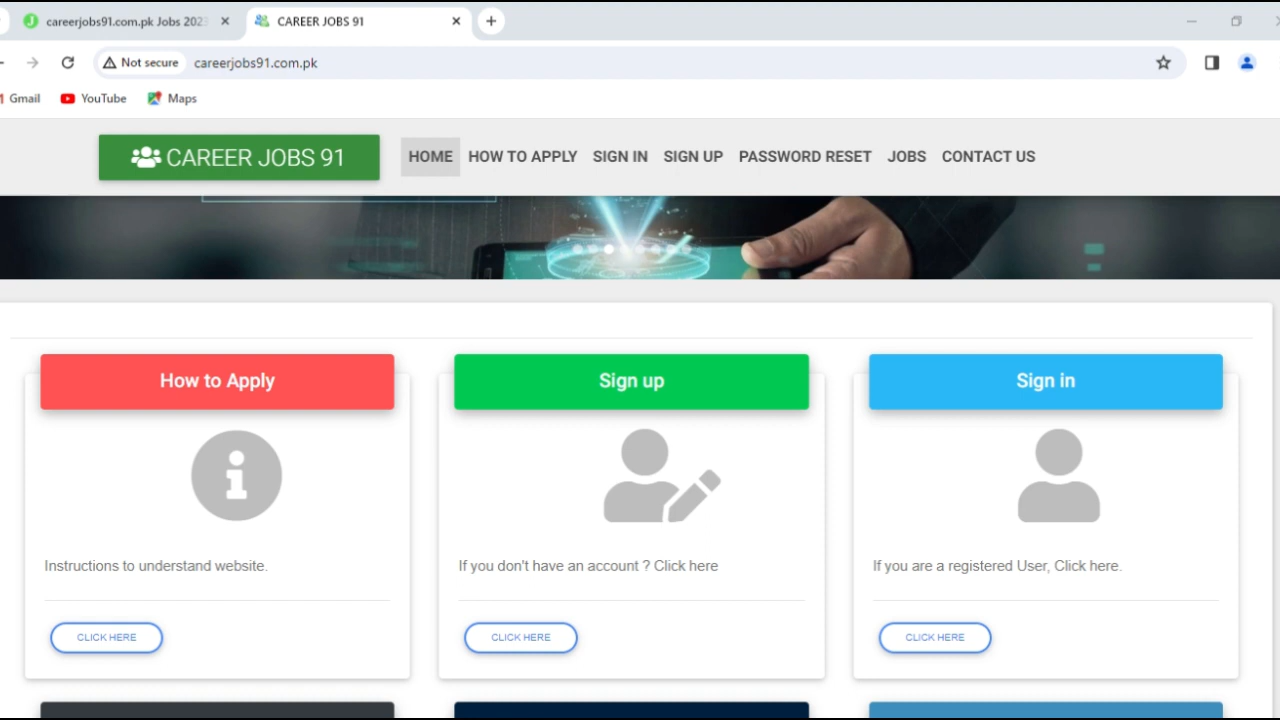 careerjobs91.com.pk Jobs 2023
CAREER JOBS 91
Not secure
careerjobs91.com.pk
Gmail
YouTube
Maps
CAREER JOBS 91
HOME
HOW TO APPLY
SIGN IN
SIGN UP
PASSWORD RESET
JOBS
CONTACT US
How to Apply
Sign up
Sign in
Instructions to understand website.
If you don't have an account ? Click here
If you are a registered User, Click here.
CLICK HERE
CLICK HERE
CLICK HERE